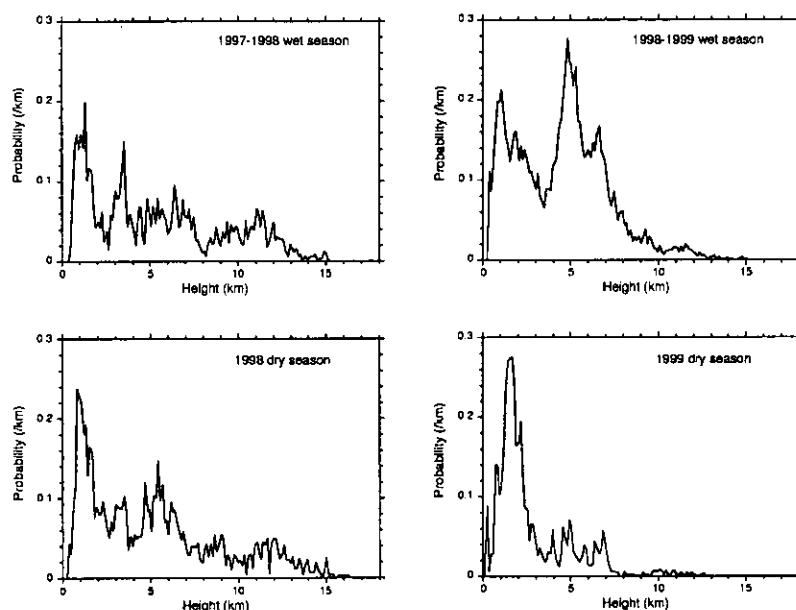 1997-1998 wet season
Probability (/km)
0.3
0.2
0.1
0
0
5
10
15
Height (km)
1998-1999 wet season
Probability (/km)
0.3
0.2
0.1
0
0
5
10
15
Height (km)
1998 dry season
Probability (/km)
0.3
0.2
0.1
0
0
5
10
15
Height (km)
1999 dry season
Probability (/km)
0.3
0.2
0.1
0
0
5
10
15
Height (km)